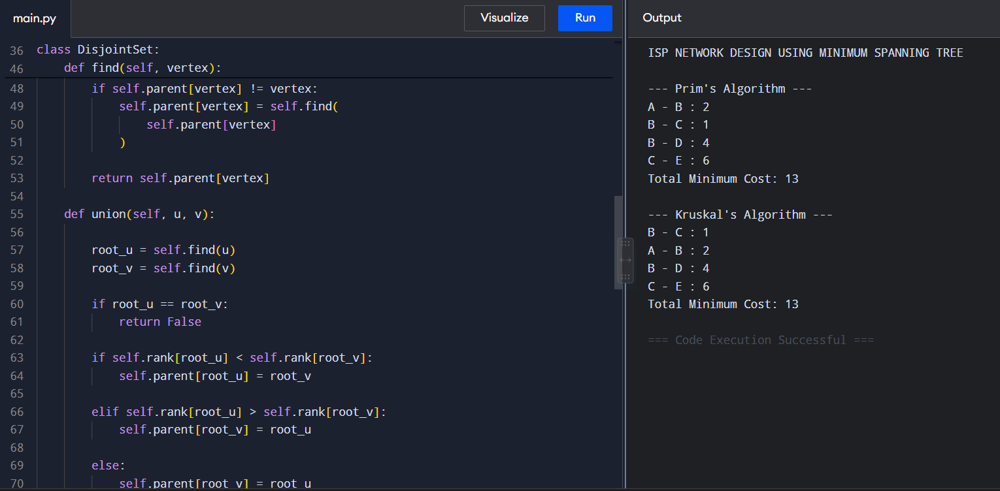 main.py
Visualize
Run
36 class DisjointSet:
46     def find(self, vertex):
48         if self.parent[vertex] != vertex:
49             self.parent[vertex] = self.find(
50                 self.parent[vertex]
51             )
52
53         return self.parent[vertex]
54
55     def union(self, u, v):
56
57         root_u = self.find(u)
58         root_v = self.find(v)
59
60         if root_u == root_v:
61             return False
62
63         if self.rank[root_u] < self.rank[root_v]:
64             self.parent[root_u] = root_v
65
66         elif self.rank[root_u] > self.rank[root_v]:
67             self.parent[root_v] = root_u
68
69         else:
70             self.parent[root_v] = root_u
Output
ISP NETWORK DESIGN USING MINIMUM SPANNING TREE
--- Prim's Algorithm ---
A - B : 2
B - C : 1
B - D : 4
C - E : 6
Total Minimum Cost: 13
--- Kruskal's Algorithm ---
B - C : 1
A - B : 2
B - D : 4
C - E : 6
Total Minimum Cost: 13
=== Code Execution Successful ===